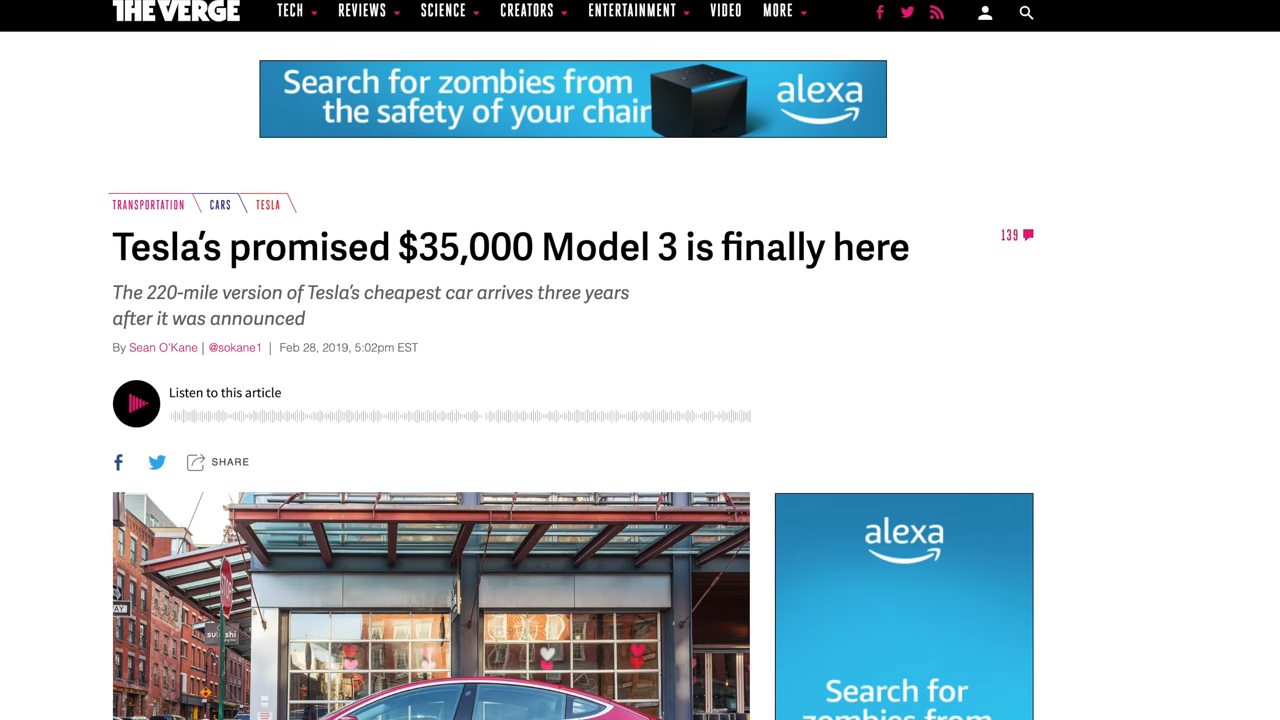 THE VERGE
TECH REVIEWS SCIENCE CREATORS ENTERTAINMENT VIDEO MORE
Search for zombies from
the safety of your chair
alexa
TRANSPORTATION CARS TESLA
Tesla's promised $35,000 Model 3 is finally here
139
The 220-mile version of Tesla's cheapest car arrives three years
after it was announced
By Sean O'Kane | @sokane1 | Feb 28, 2019, 5:02pm EST
Listen to this article
SHARE
alexa
Search for
zombies from